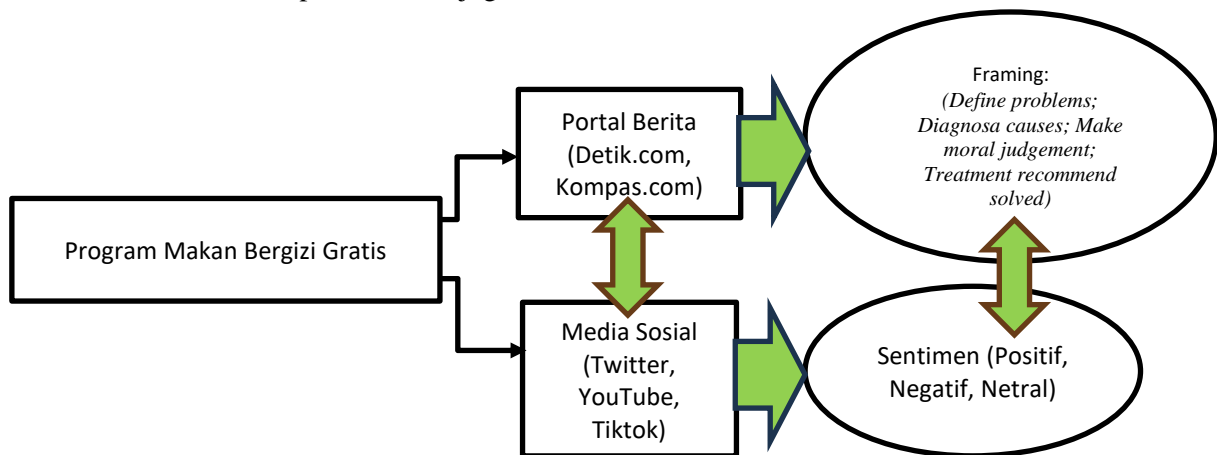 Program Makan Bergizi Gratis
Portal Berita
(Detik.com,
Kompas.com)
Framing:
(Define problems;
Diagnosa causes; Make
moral judgement;
Treatment recommend
solved)
Media Sosial
(Twitter,
YouTube,
Tiktok)
Sentimen (Positif,
Negatif, Netral)